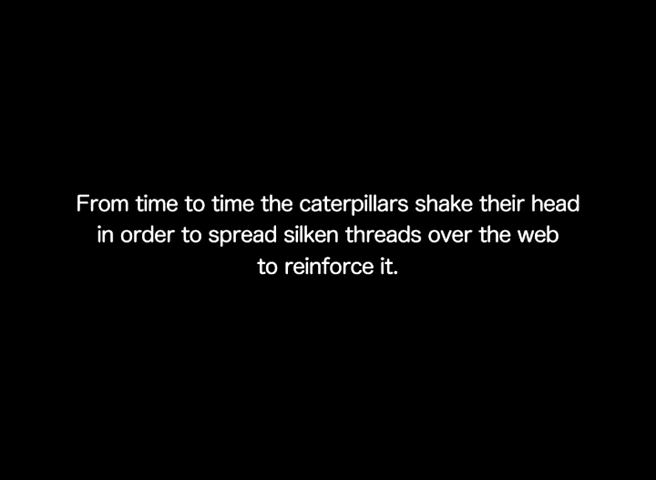 From time to time the caterpillars shake their head
in order to spread silken threads over the web
to reinforce it.